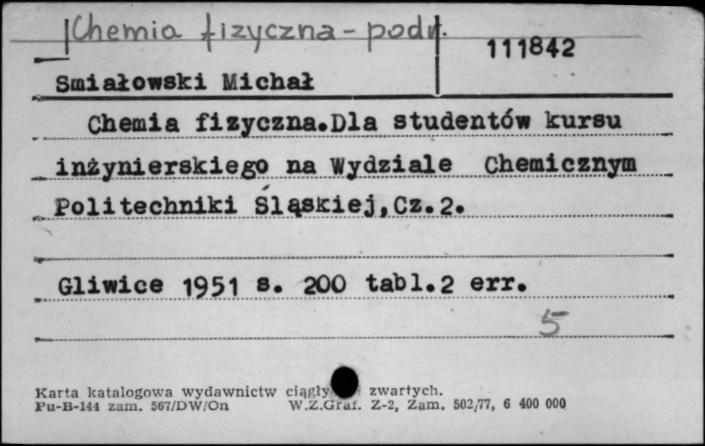 Chemia fizyczna - podr.
111842
Smiałowski Michał
Chemia fizyczna.Dla studentów kursu
inżynierskiego na Wydziale Chemicznym
Politechniki Śląskiej,Cz.2.
Gliwice 1951 s. 200 tabl.2 err.
5
Karta katalogowa wydawnictw zwartych.
Pu-B-144 zam. 567/DW/On W.Z.Graf. Z-2, Zam. 502/77, 6 400 000